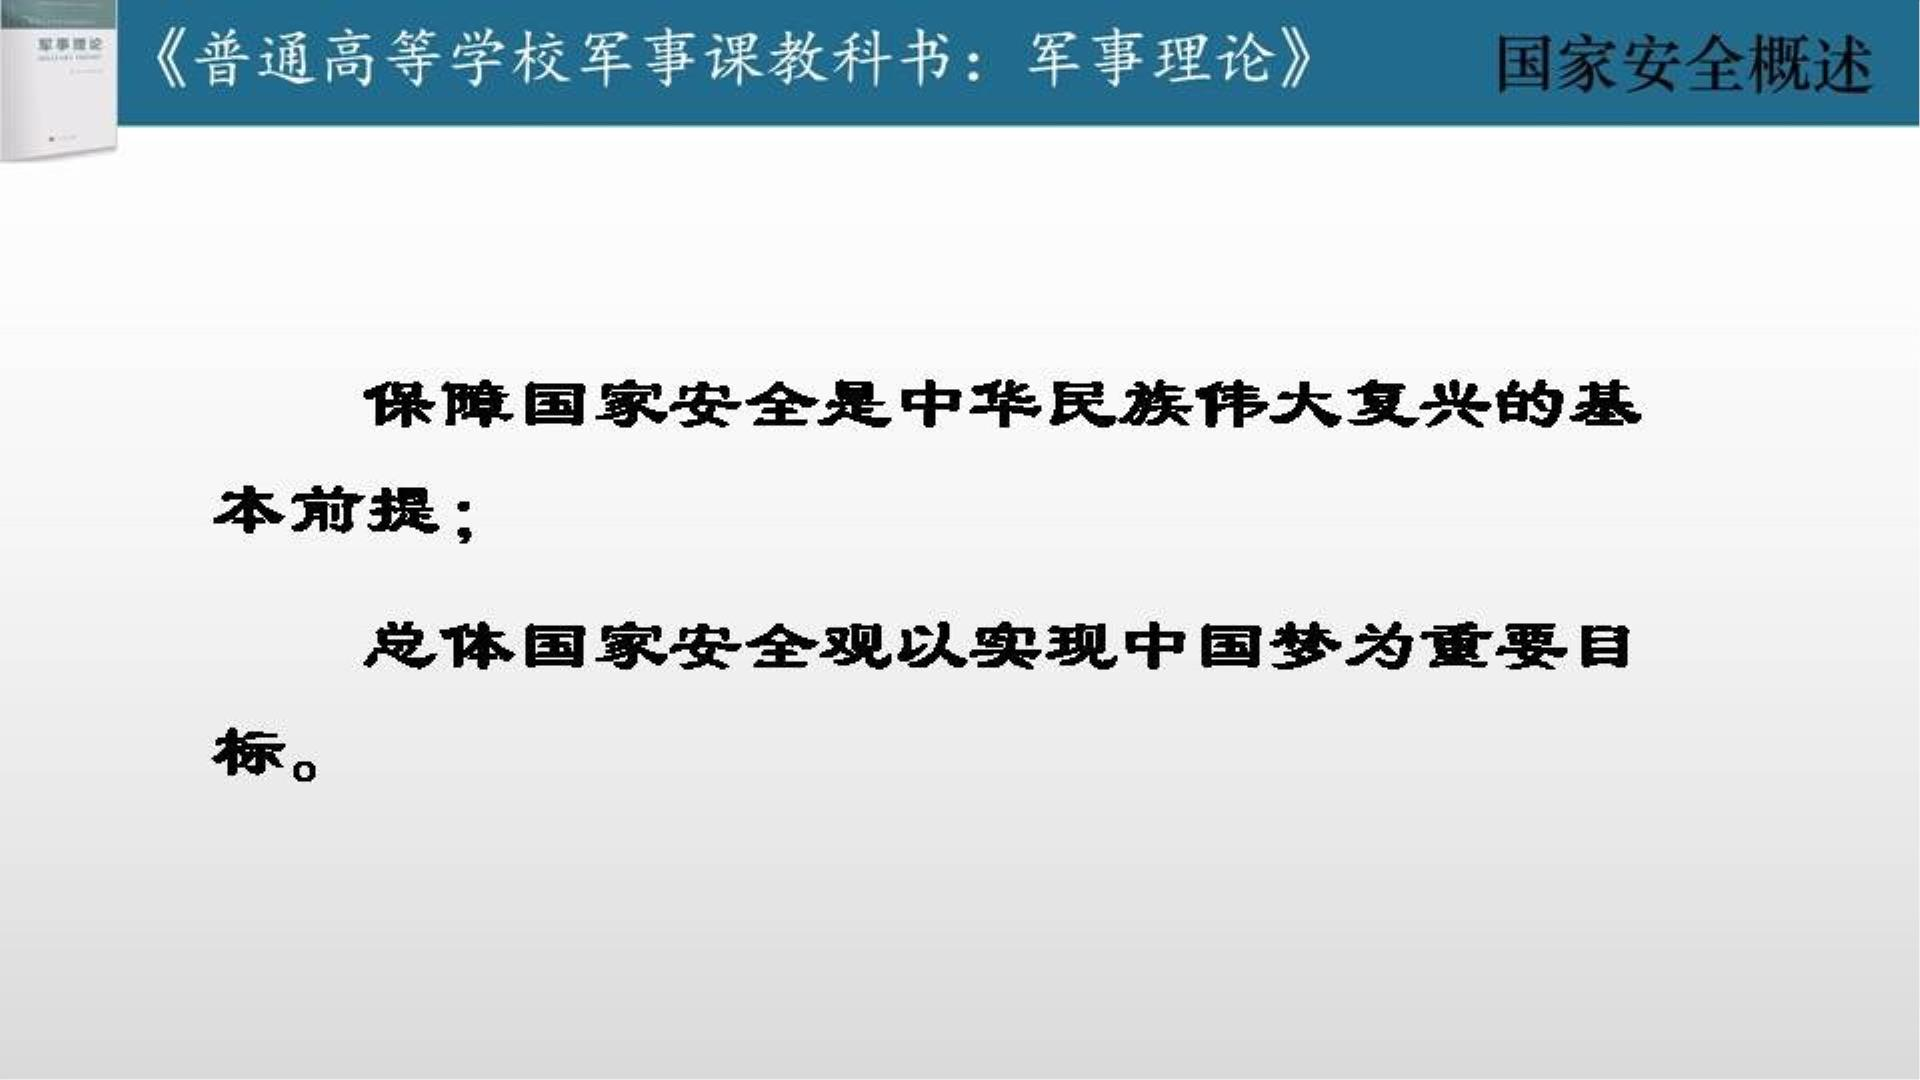 军事理论
《普通高等学校军事课教科书：军事理论》
国家安全概述
保障国家安全是中华民族伟大复兴的基
本前提；
总体国家安全观以实现中国梦为重要目
标。